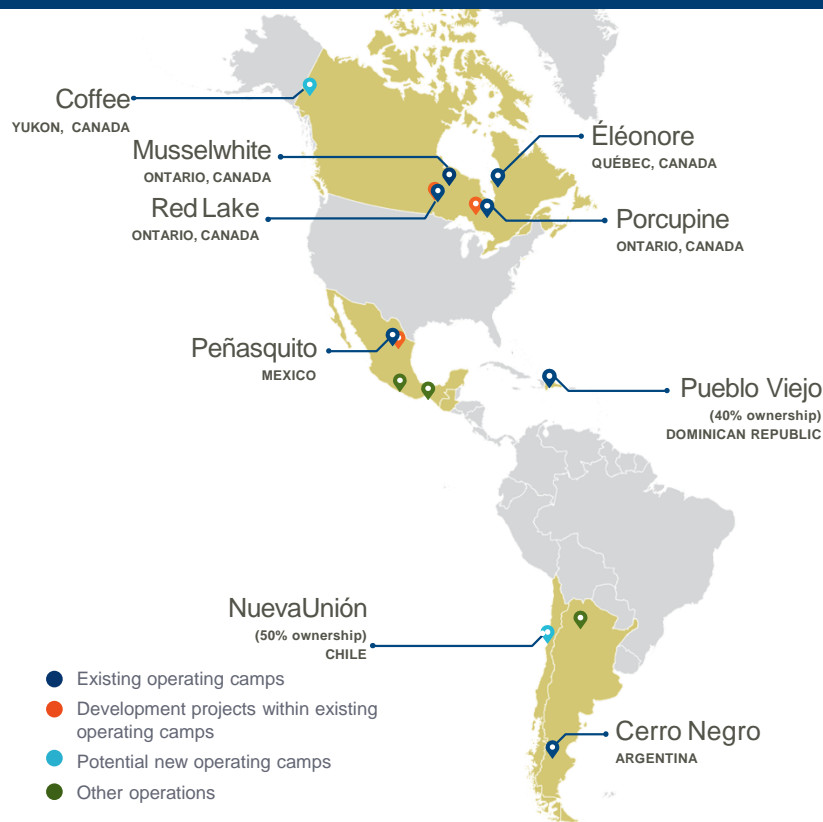 Coffee
YUKON, CANADA
Musselwhite
ONTARIO, CANADA
Red Lake
ONTARIO, CANADA
Éléonore
QUÉBEC, CANADA
Porcupine
ONTARIO, CANADA
Peñasquito
MEXICO
Pueblo Viejo
(40% ownership)
DOMINICAN REPUBLIC
NuevaUnión
(50% ownership)
CHILE
Existing operating camps
Development projects within existing
operating camps
Potential new operating camps
Other operations
Cerro Negro
ARGENTINA